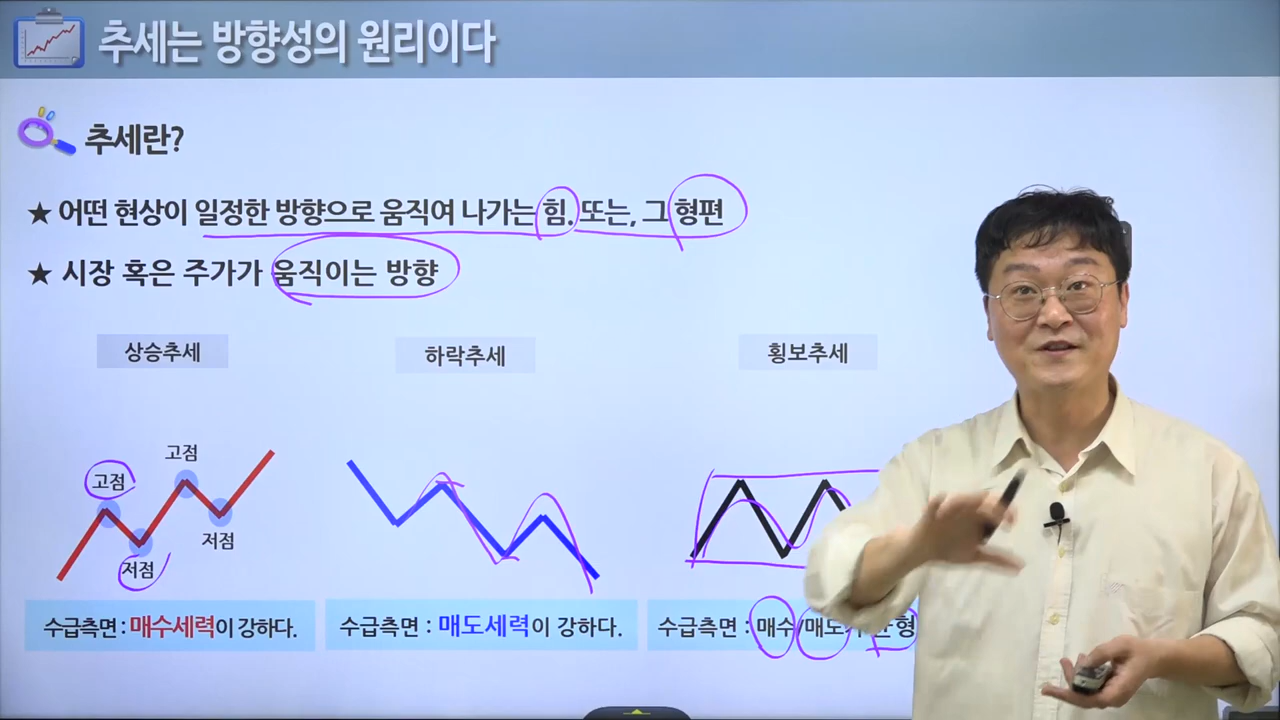 추세는 방향성의 원리이다
추세란?
★ 어떤 현상이 일정한 방향으로 움직여 나가는 힘. 또는, 그 형편
★ 시장 혹은 주가가 움직이는 방향
상승추세
하락추세
횡보추세
고점
고점
저점
저점
수급측면 : 매수세력이 강하다.
수급측면 : 매도세력이 강하다.
수급측면 : 매수/매도가 균형